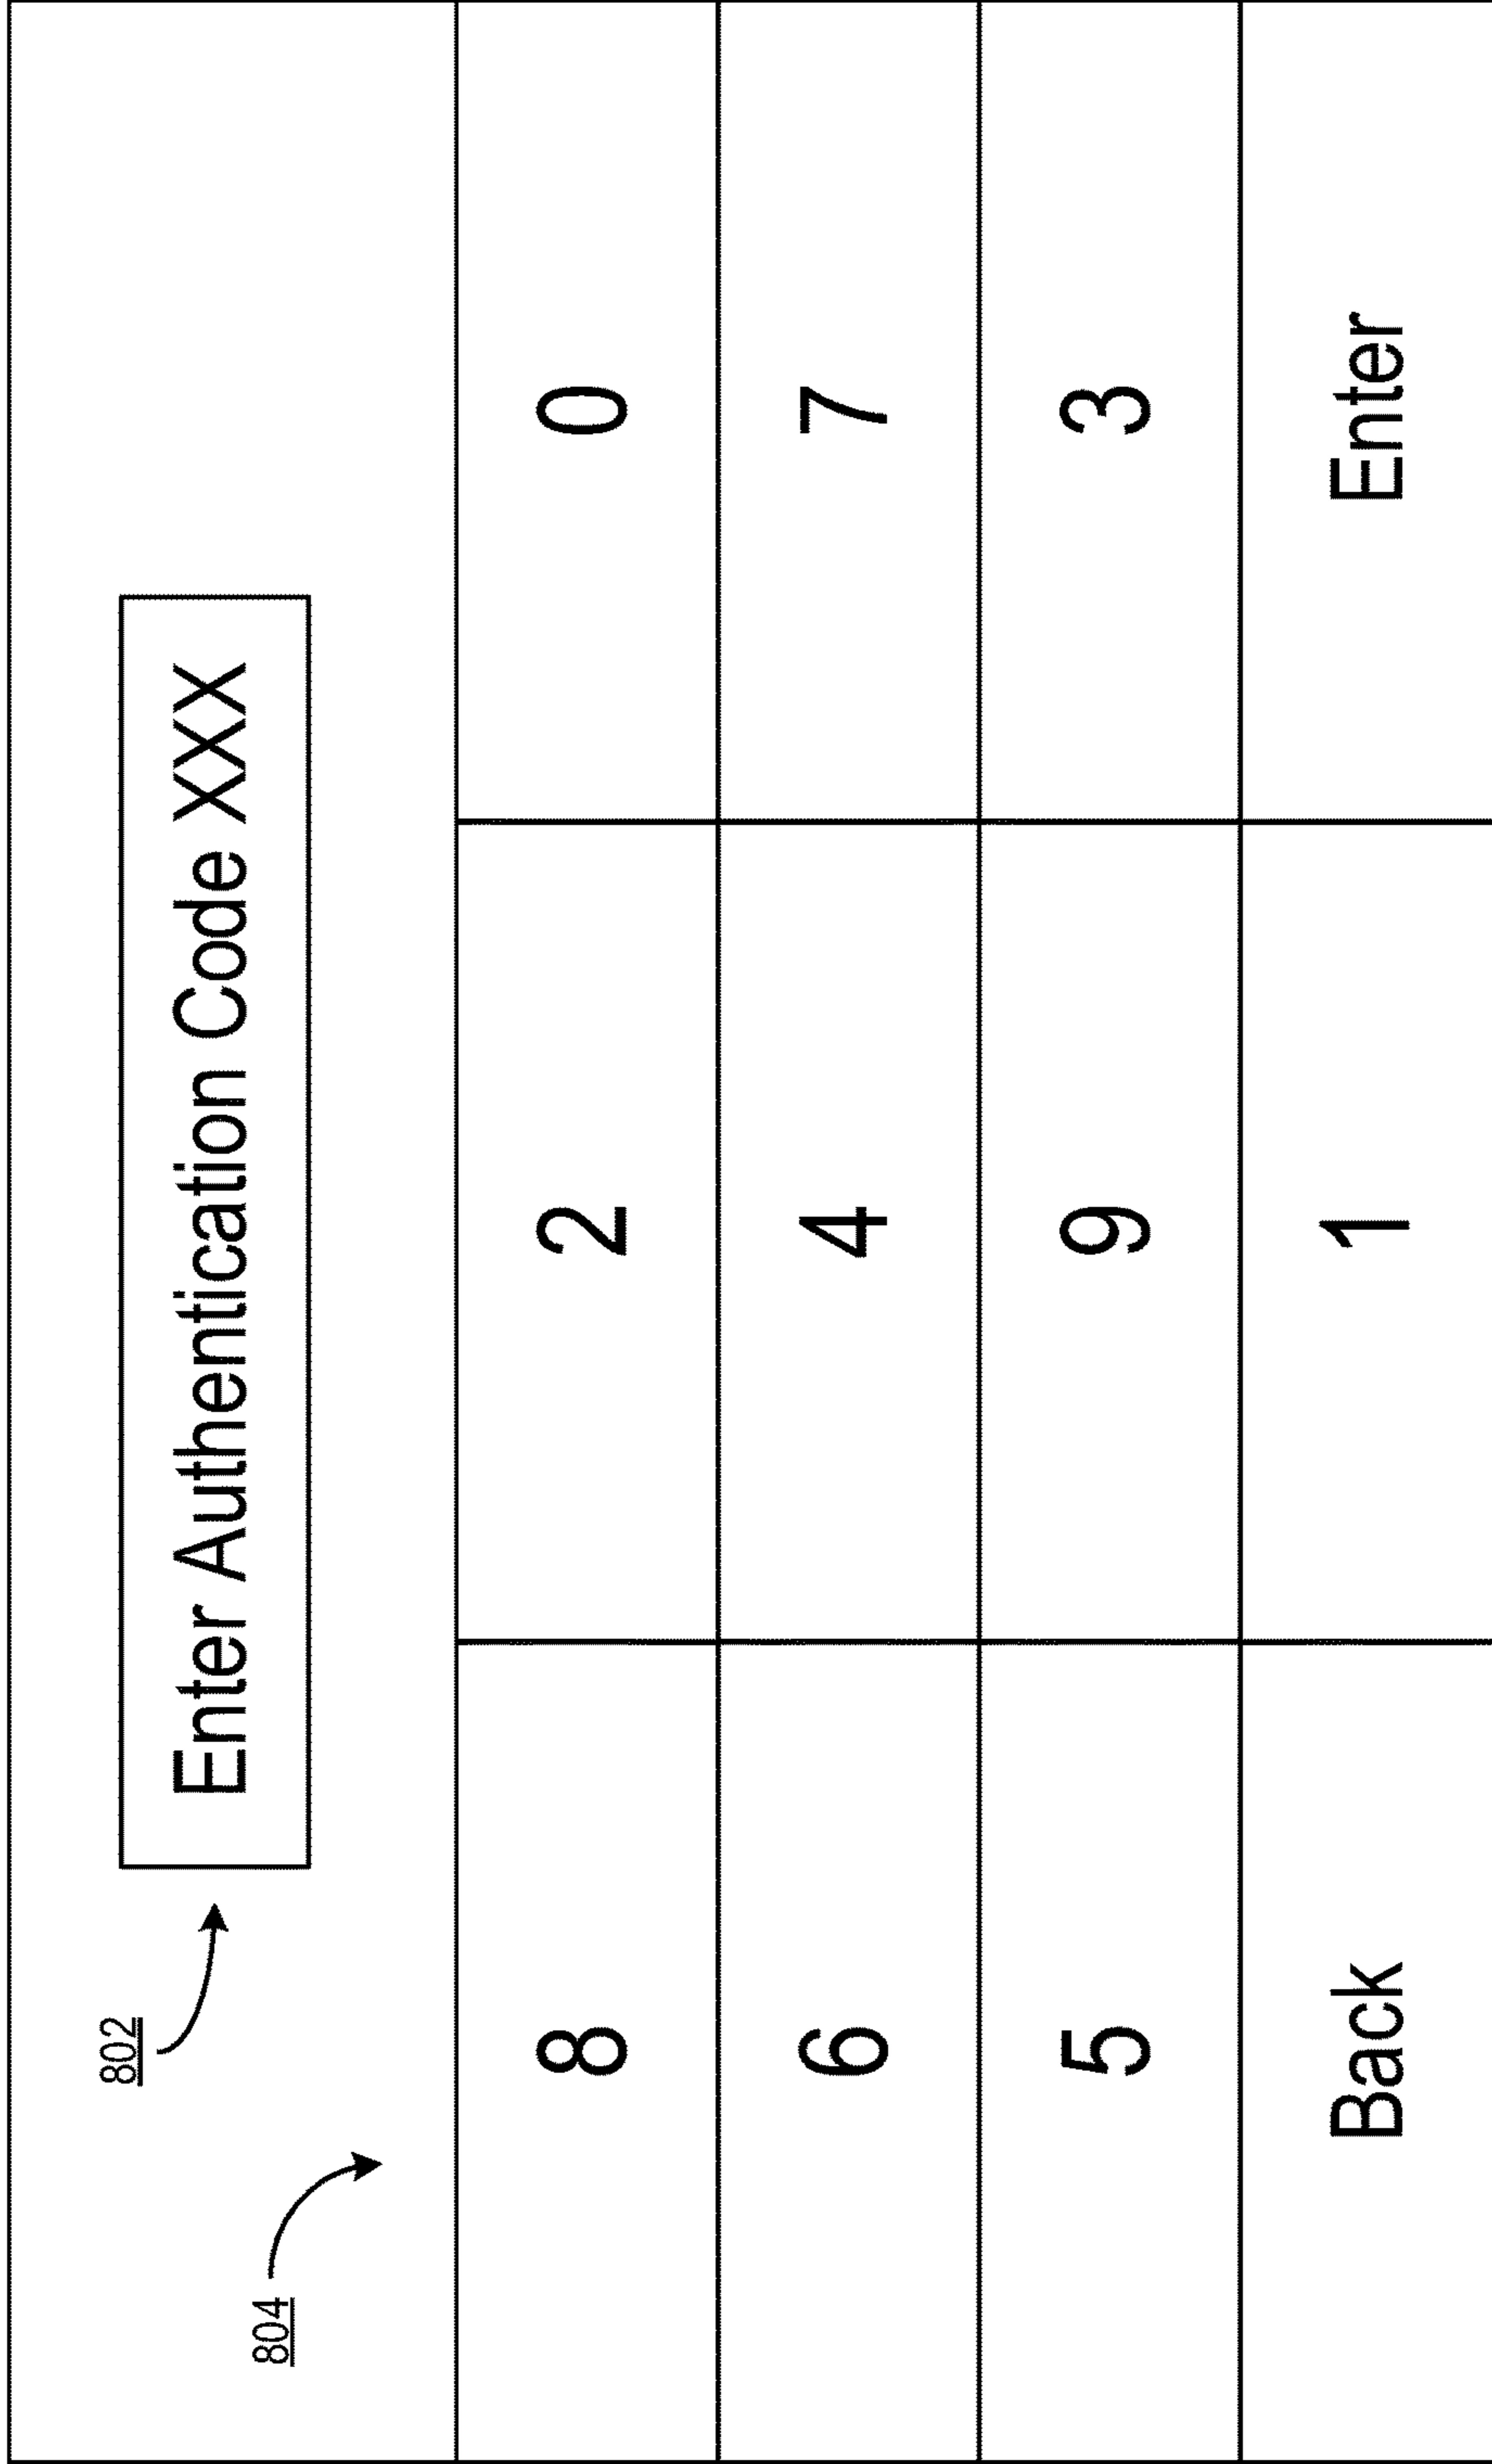 802
Enter Authentication Code XXX
804
8 2 0
6 4 7
5 9 3
Back 1 Enter